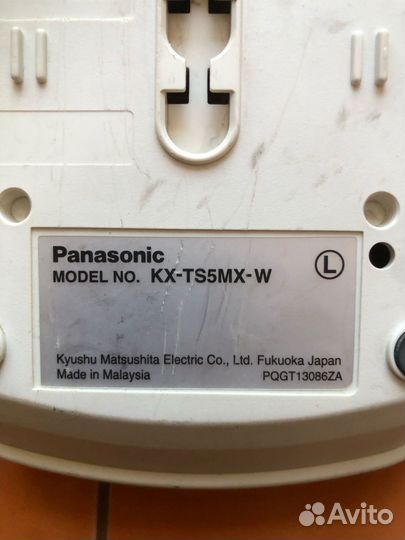 Panasonic
MODEL NO. KX-TS5MX-W
L
Kyushu Matsushita Electric Co., Ltd. Fukuoka Japan
Made in Malaysia PQGT13086ZA
Avito